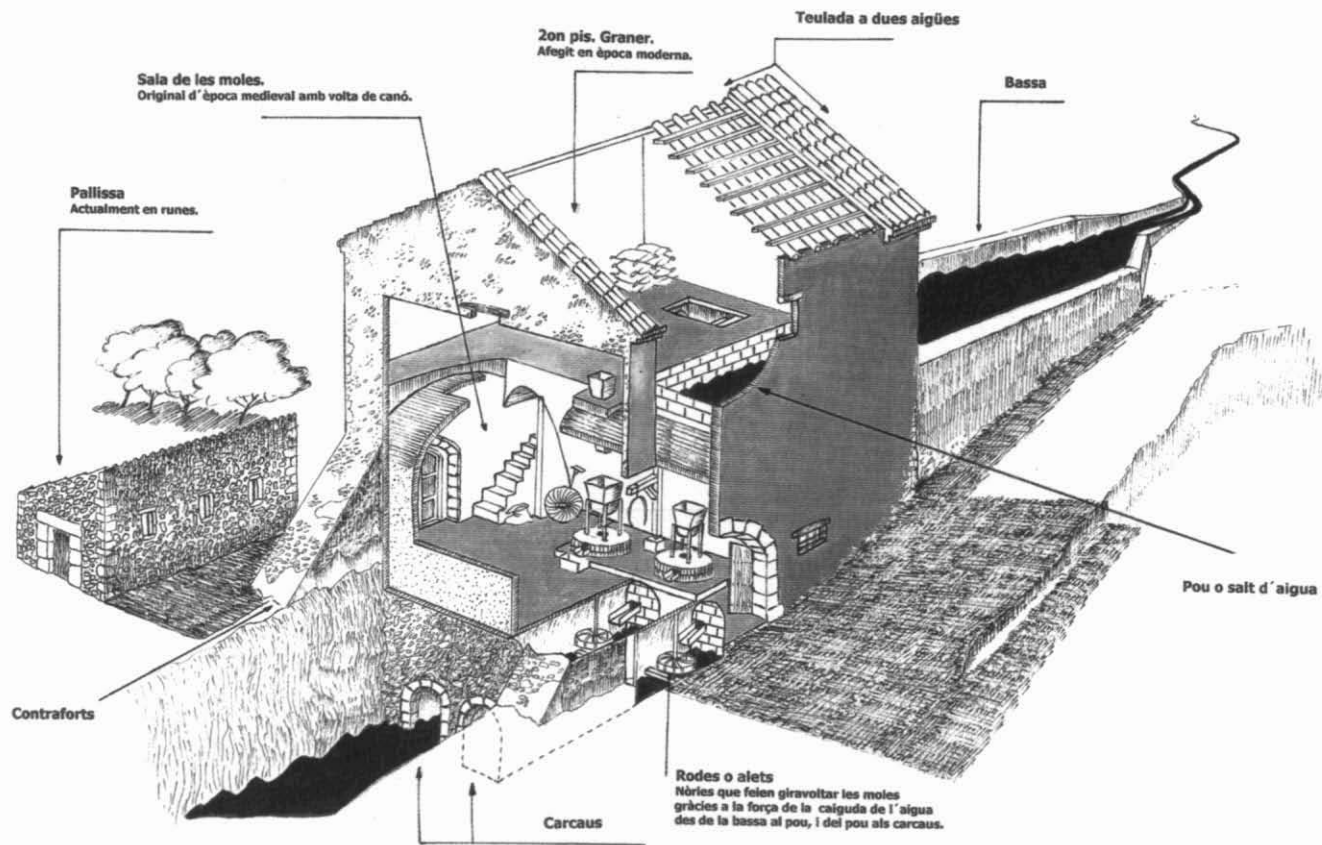 Teulada a dues aigües
2on pis. Graner.
Afegit en època moderna.
Sala de les moles.
Original d´època medieval amb volta de canó.
Bassa
Pallissa
Actualment en runes.
Pou o salt d´aigua
Contraforts
Rodes o alets
Nòries que feien giravoltar les moles
gràcies a la força de la caiguda de l´aigua
des de la bassa al pou, i del pou als carcaus.
Carcaus